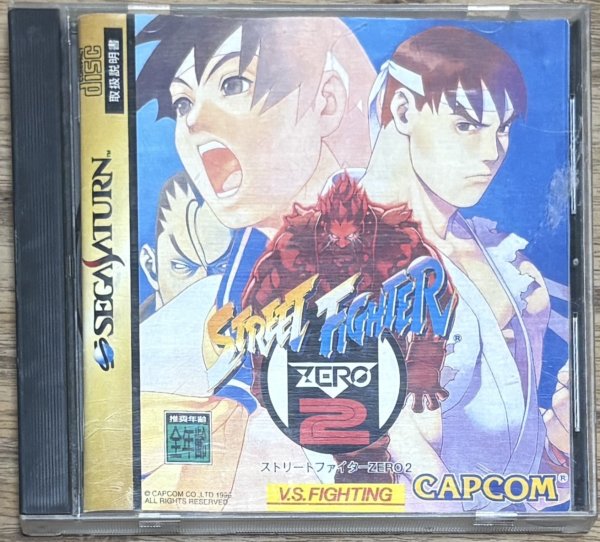 disc
取扱説明書
SEGA SATURN™
STREET FIGHTER®
ZERO
2
ストリートファイターZERO2
推奨年齢
全年齢
© CAPCOM CO.,LTD 1996
ALL RIGHTS RESERVED
V.S. FIGHTING
CAPCOM®